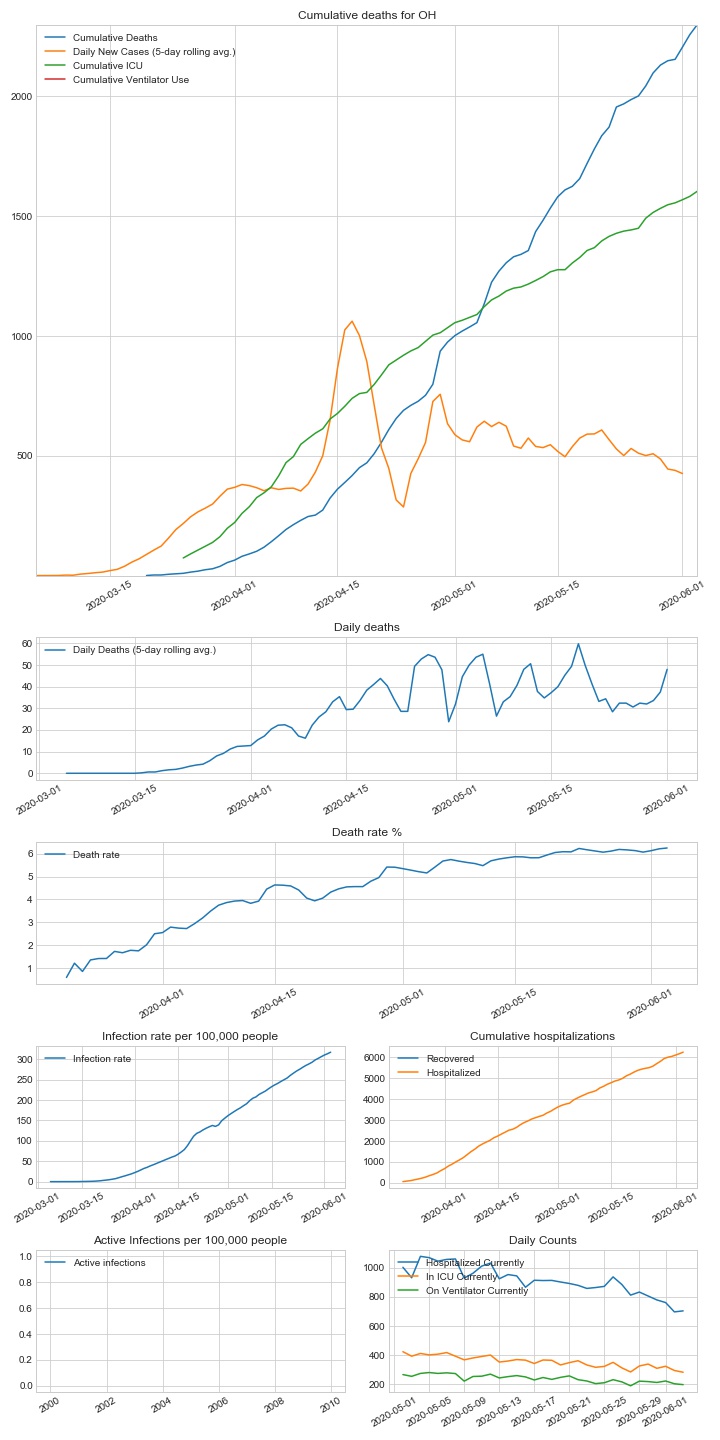 Cumulative deaths for OH
Cumulative Deaths
Daily New Cases (5-day rolling avg.)
Cumulative ICU
Cumulative Ventilator Use
2000
1500
1000
500
2020-03-15 2020-04-01 2020-04-15 2020-05-01 2020-05-15 2020-06-01
Daily deaths
Daily Deaths (5-day rolling avg.)
60
50
40
30
20
10
0
2020-03-01 2020-03-15 2020-04-01 2020-04-15 2020-05-01 2020-05-15 2020-06-01
Death rate %
Death rate
6
5
4
3
2
1
2020-04-01 2020-04-15 2020-05-01 2020-05-15 2020-06-01
Infection rate per 100,000 people
Infection rate
300
250
200
150
100
50
0
2020-03-01 2020-03-15 2020-04-01 2020-04-15 2020-05-01 2020-05-15 2020-06-01
Cumulative hospitalizations
Recovered
Hospitalized
6000
5000
4000
3000
2000
1000
0
2020-04-01 2020-04-15 2020-05-01 2020-05-15 2020-06-01
Active Infections per 100,000 people
Active infections
1.0
0.8
0.6
0.4
0.2
0.0
2000 2002 2004 2006 2008 2010
Daily Counts
Hospitalized Currently
In ICU Currently
On Ventilator Currently
1000
800
600
400
200
2020-05-01 2020-05-05 2020-05-09 2020-05-13 2020-05-17 2020-05-21 2020-05-25 2020-05-29 2020-06-01